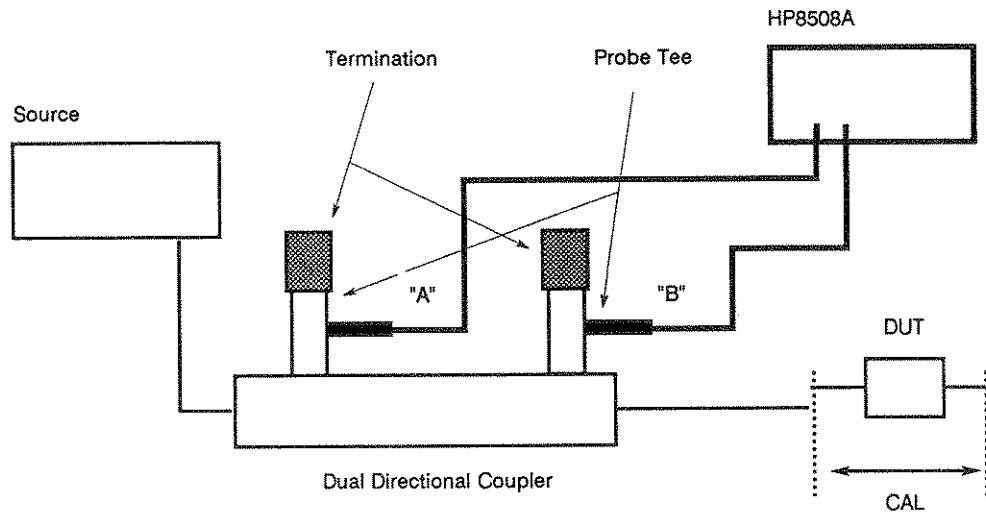 HP8508A
Termination
Probe Tee
Source
"A"
"B"
DUT
Dual Directional Coupler
CAL